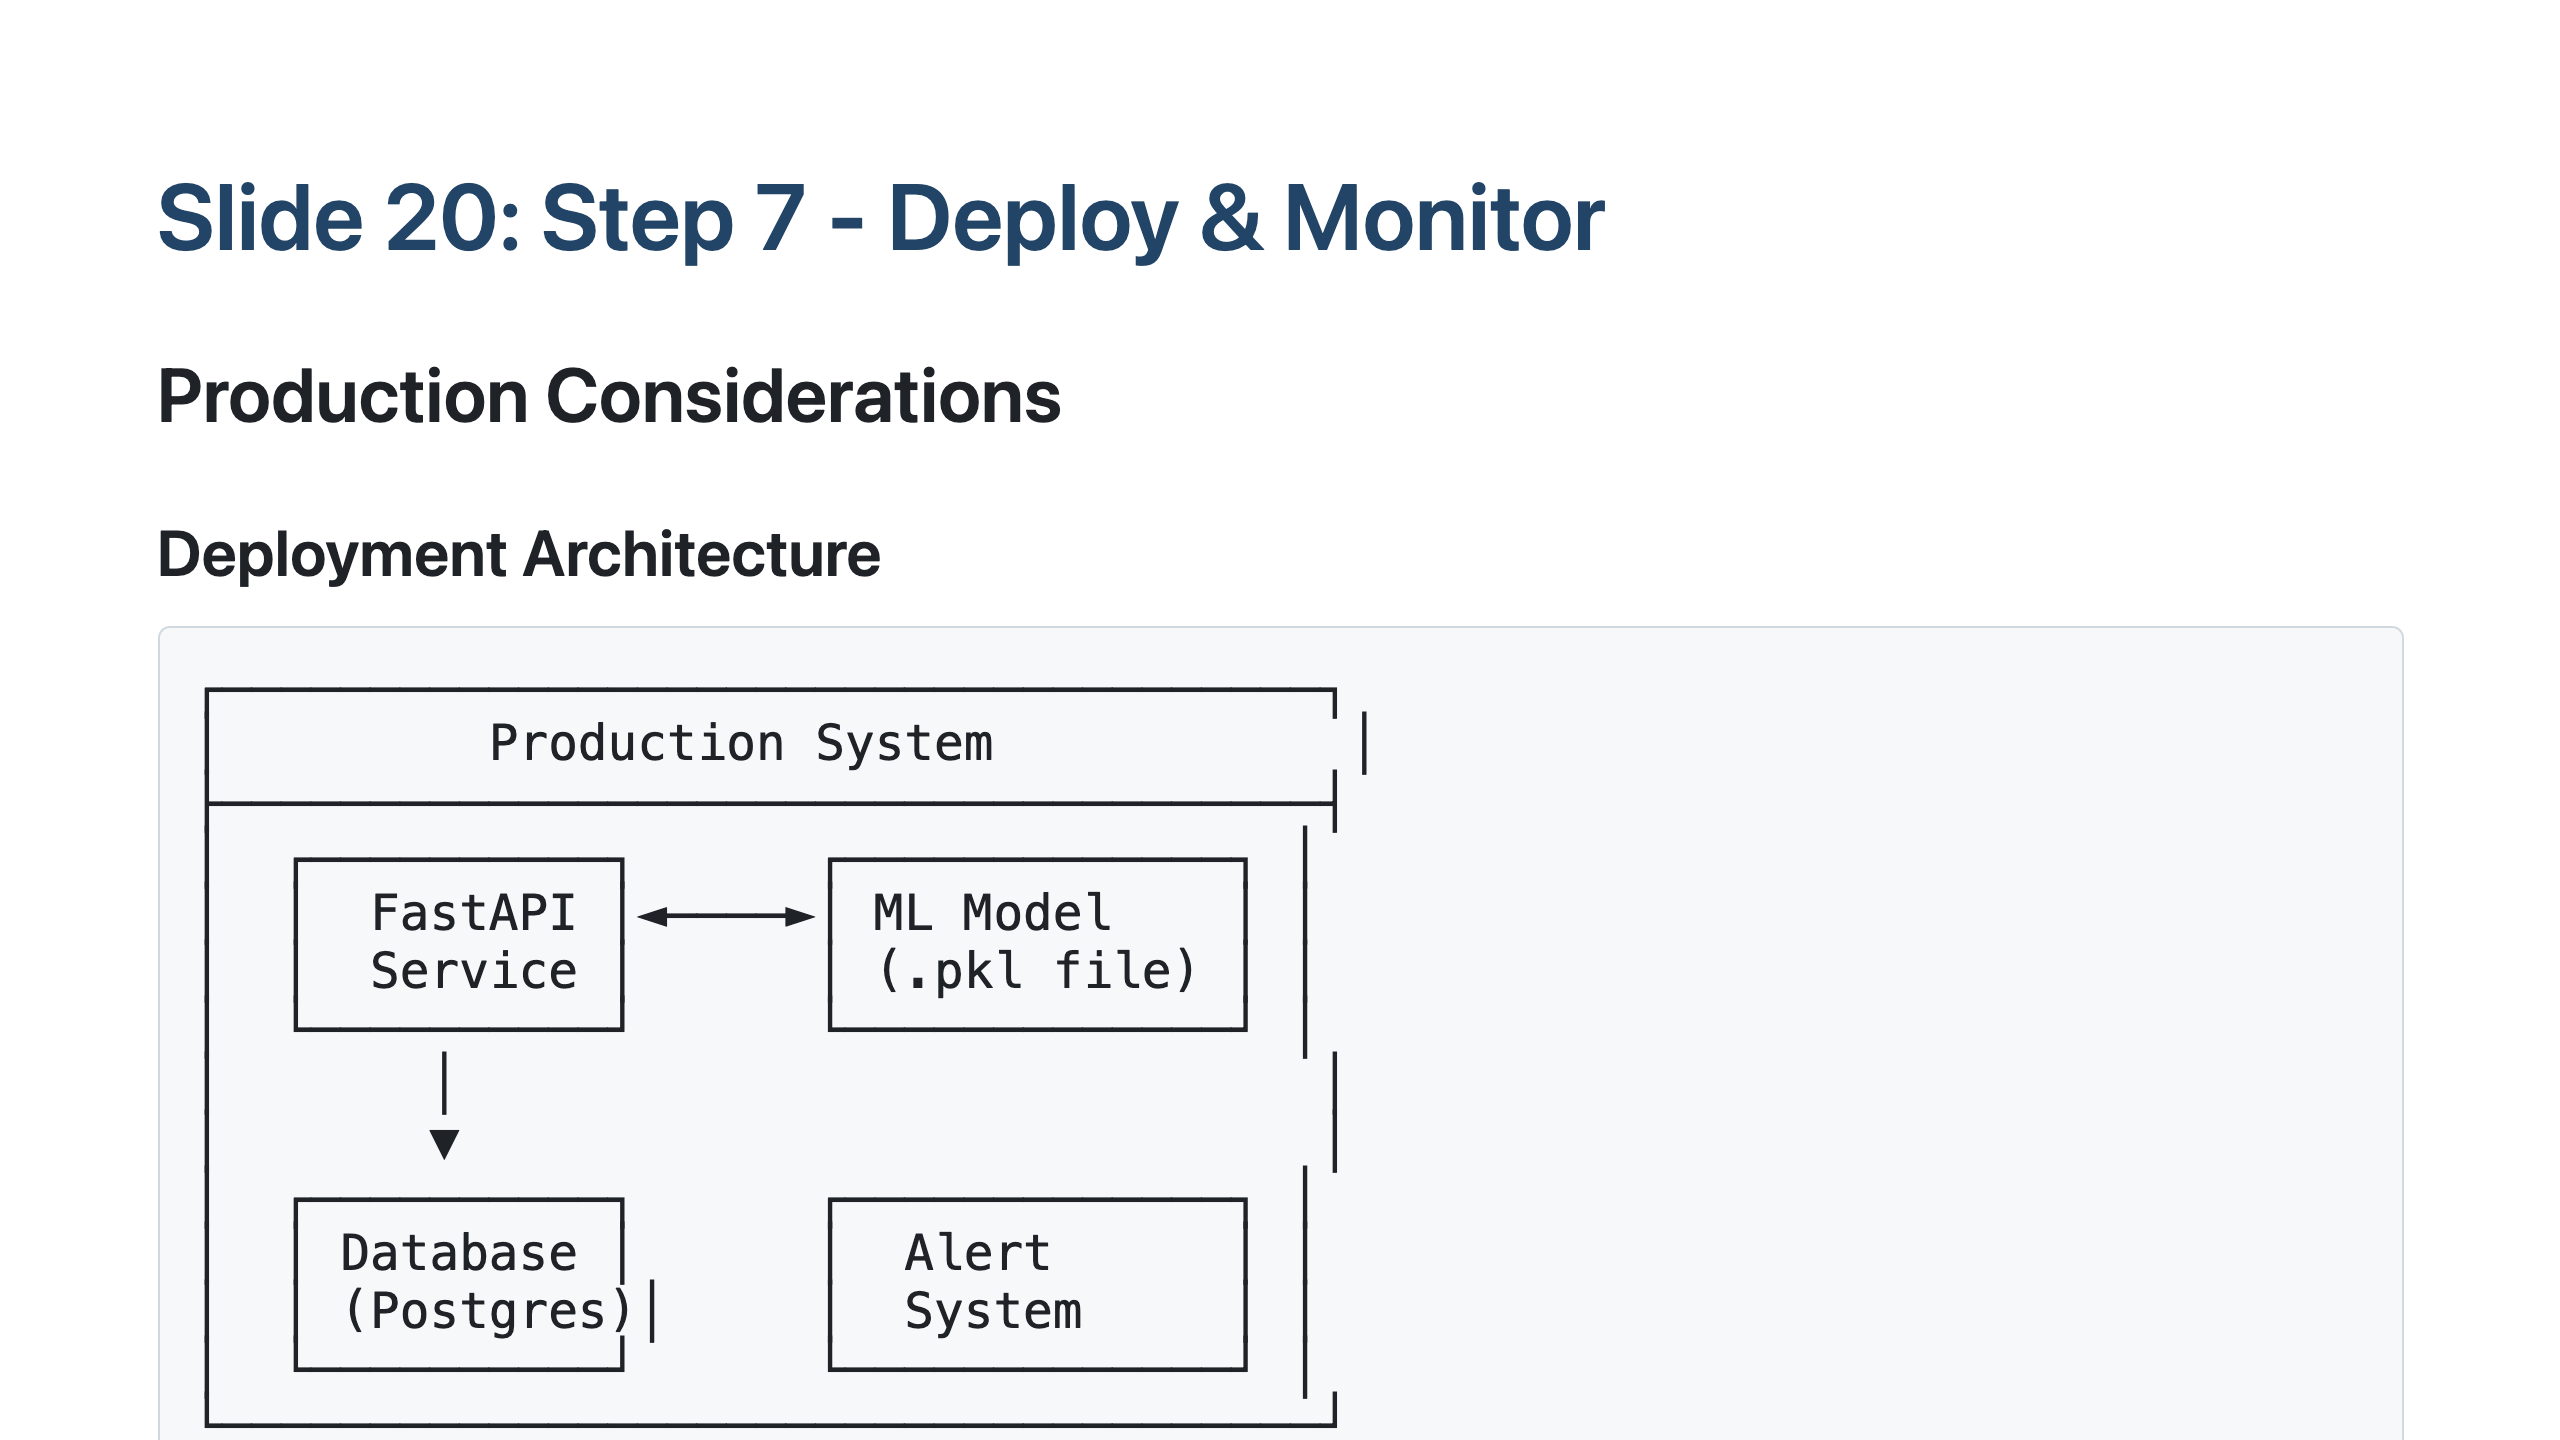 Slide 20: Step 7 - Deploy & Monitor
Production Considerations
Deployment Architecture
Production System
FastAPI
Service
ML Model
(.pkl file)
Database
(Postgres)
Alert
System